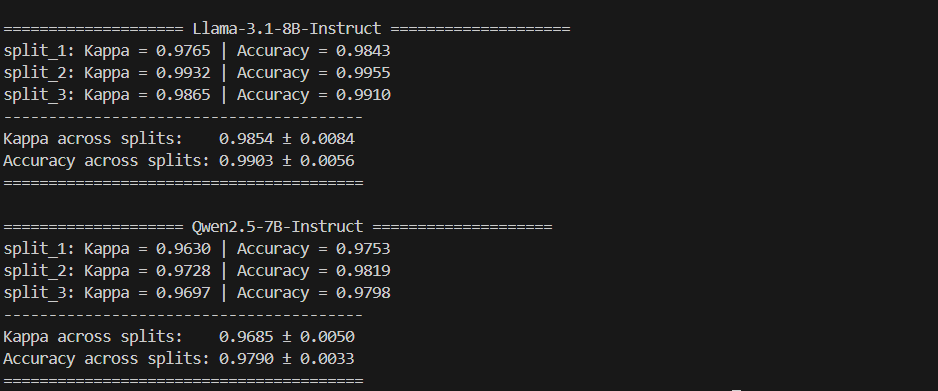 ==================== Llama-3.1-8B-Instruct ====================
split_1: Kappa = 0.9765 | Accuracy = 0.9843
split_2: Kappa = 0.9932 | Accuracy = 0.9955
split_3: Kappa = 0.9865 | Accuracy = 0.9910
----------------------------------------
Kappa across splits:    0.9854 ± 0.0084
Accuracy across splits: 0.9903 ± 0.0056
========================================
==================== Qwen2.5-7B-Instruct ====================
split_1: Kappa = 0.9630 | Accuracy = 0.9753
split_2: Kappa = 0.9728 | Accuracy = 0.9819
split_3: Kappa = 0.9697 | Accuracy = 0.9798
----------------------------------------
Kappa across splits:    0.9685 ± 0.0050
Accuracy across splits: 0.9790 ± 0.0033
========================================